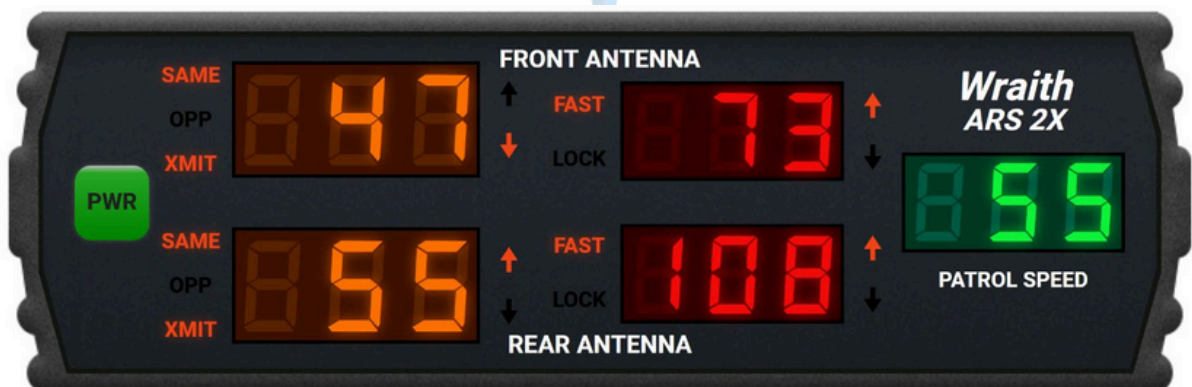 FRONT ANTENNA
SAME
OPP
XMIT
47
FAST
LOCK
73
Wraith
ARS 2X
PWR
55
PATROL SPEED
SAME
OPP
XMIT
55
FAST
LOCK
108
REAR ANTENNA